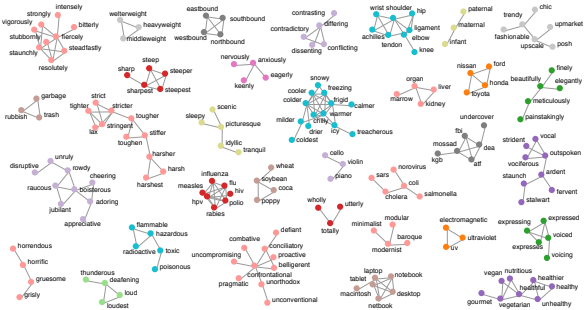 intensely
strongly
vigorously
bitterly
stubbornly
fiercely
staunchly
steadfastly
resolutely
welterweight
heavyweight
middleweight
eastbound
southbound
westbound
northbound
contrasting
differing
contradictory
dissenting
conflicting
wrist
shoulder
hip
ligament
achilles
elbow
tendon
knee
paternal
maternal
infant
chic
trendy
upmarket
fashionable
upscale
posh
nervously
anxiously
keenly
eagerly
steep
sharp
steeper
sharpest
steepest
snowy
cooler
freezing
colder
frigid
calmer
warmer
milder
chilly
icy
drier
treacherous
coldest
organ
liver
marrow
kidney
nissan
ford
honda
toyota
finely
beautifully
elegantly
meticulously
painstakingly
garbage
rubbish
trash
strict
tighter
stricter
tougher
stringent
lax
stiffer
toughen
harsher
harsh
harshest
scenic
sleepy
picturesque
idyllic
tranquil
undercover
fbi
mossad
dea
kgb
atf
strident
vocal
outspoken
vociferous
staunch
ardent
fervent
stalwart
unruly
disruptive
rowdy
cheering
raucous
boisterous
adoring
jubilant
appreciative
influenza
measles
flu
hiv
hpv
polio
rabies
wheat
soybean
coca
poppy
cello
violin
piano
norovirus
sars
coli
cholera
salmonella
wholly
utterly
totally
modular
minimalist
baroque
modernist
electromagnetic
ultraviolet
uv
expressing
expressed
voiced
expresses
voicing
horrendous
horrific
gruesome
grisly
flammable
hazardous
radioactive
toxic
poisonous
thunderous
deafening
loud
loudest
defiant
combative
conciliatory
uncompromising
proactive
belligerent
confrontational
pragmatic
unorthodox
unconventional
laptop
tablet
notebook
macintosh
desktop
netbook
vegan
nutritious
healthier
healthful
healthy
gourmet
vegetarian
unhealthy